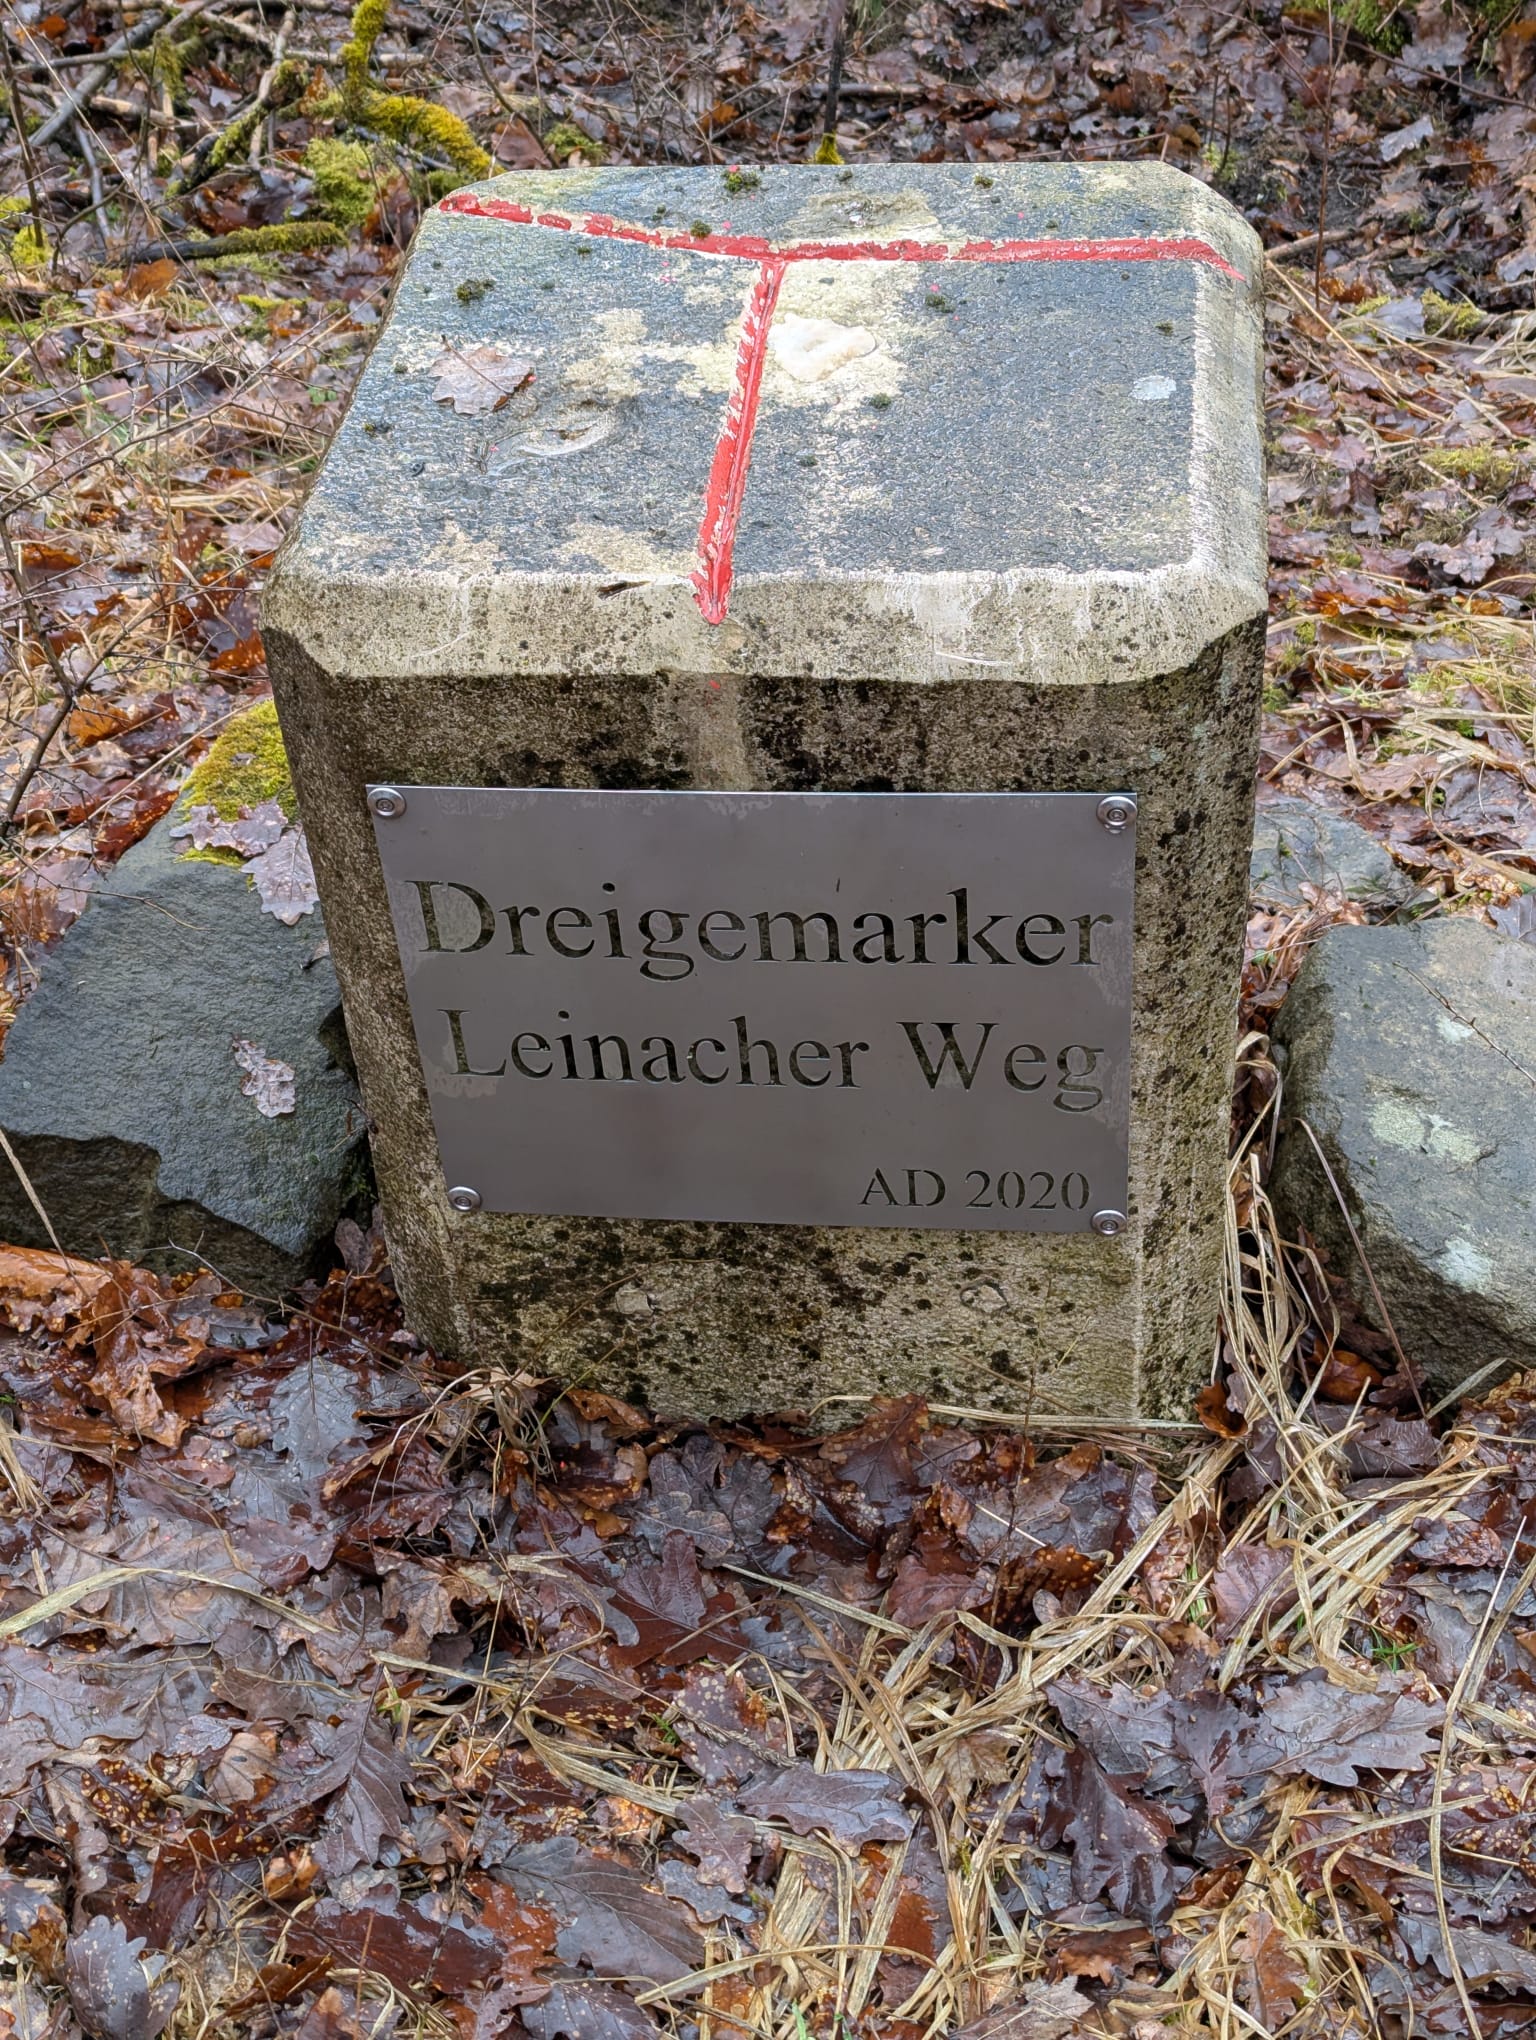 Dreigemarker
Leinacher Weg
AD 2020